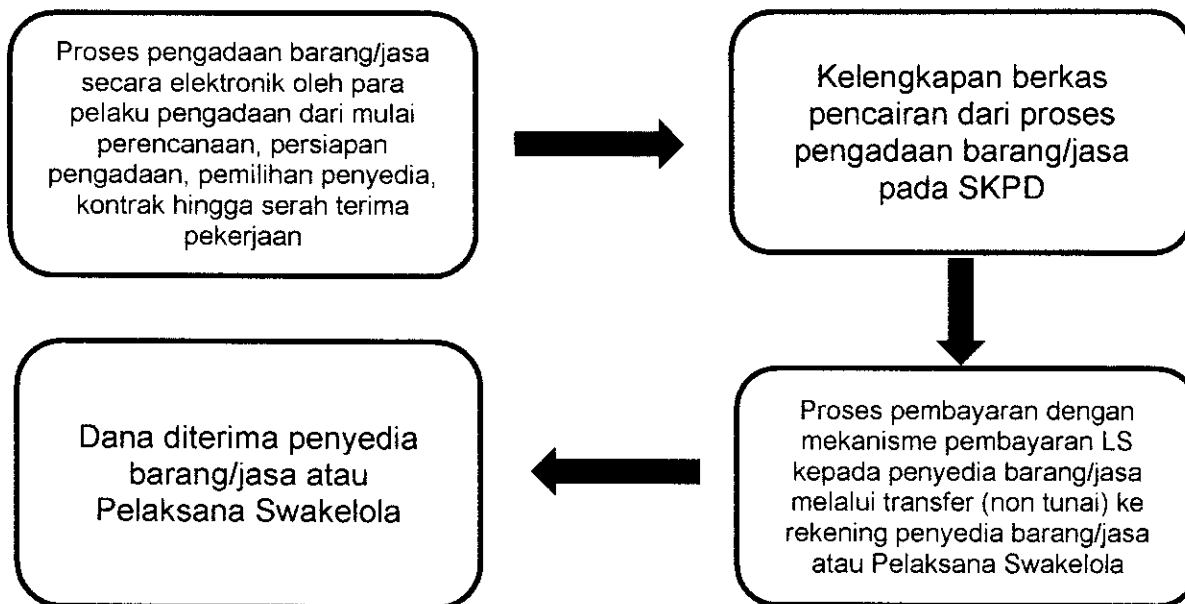 Proses pengadaan barang/jasa
secara elektronik oleh para
pelaku pengadaan dari mulai
perencanaan, persiapan
pengadaan, pemilihan penyedia,
kontrak hingga serah terima
pekerjaan
Kelengkapan berkas
pencairan dari proses
pengadaan barang/jasa
pada SKPD
Proses pembayaran dengan
mekanisme pembayaran LS
kepada penyedia barang/jasa
melalui transfer (non tunai) ke
rekening penyedia barang/jasa
atau Pelaksana Swakelola
Dana diterima penyedia
barang/jasa atau
Pelaksana Swakelola